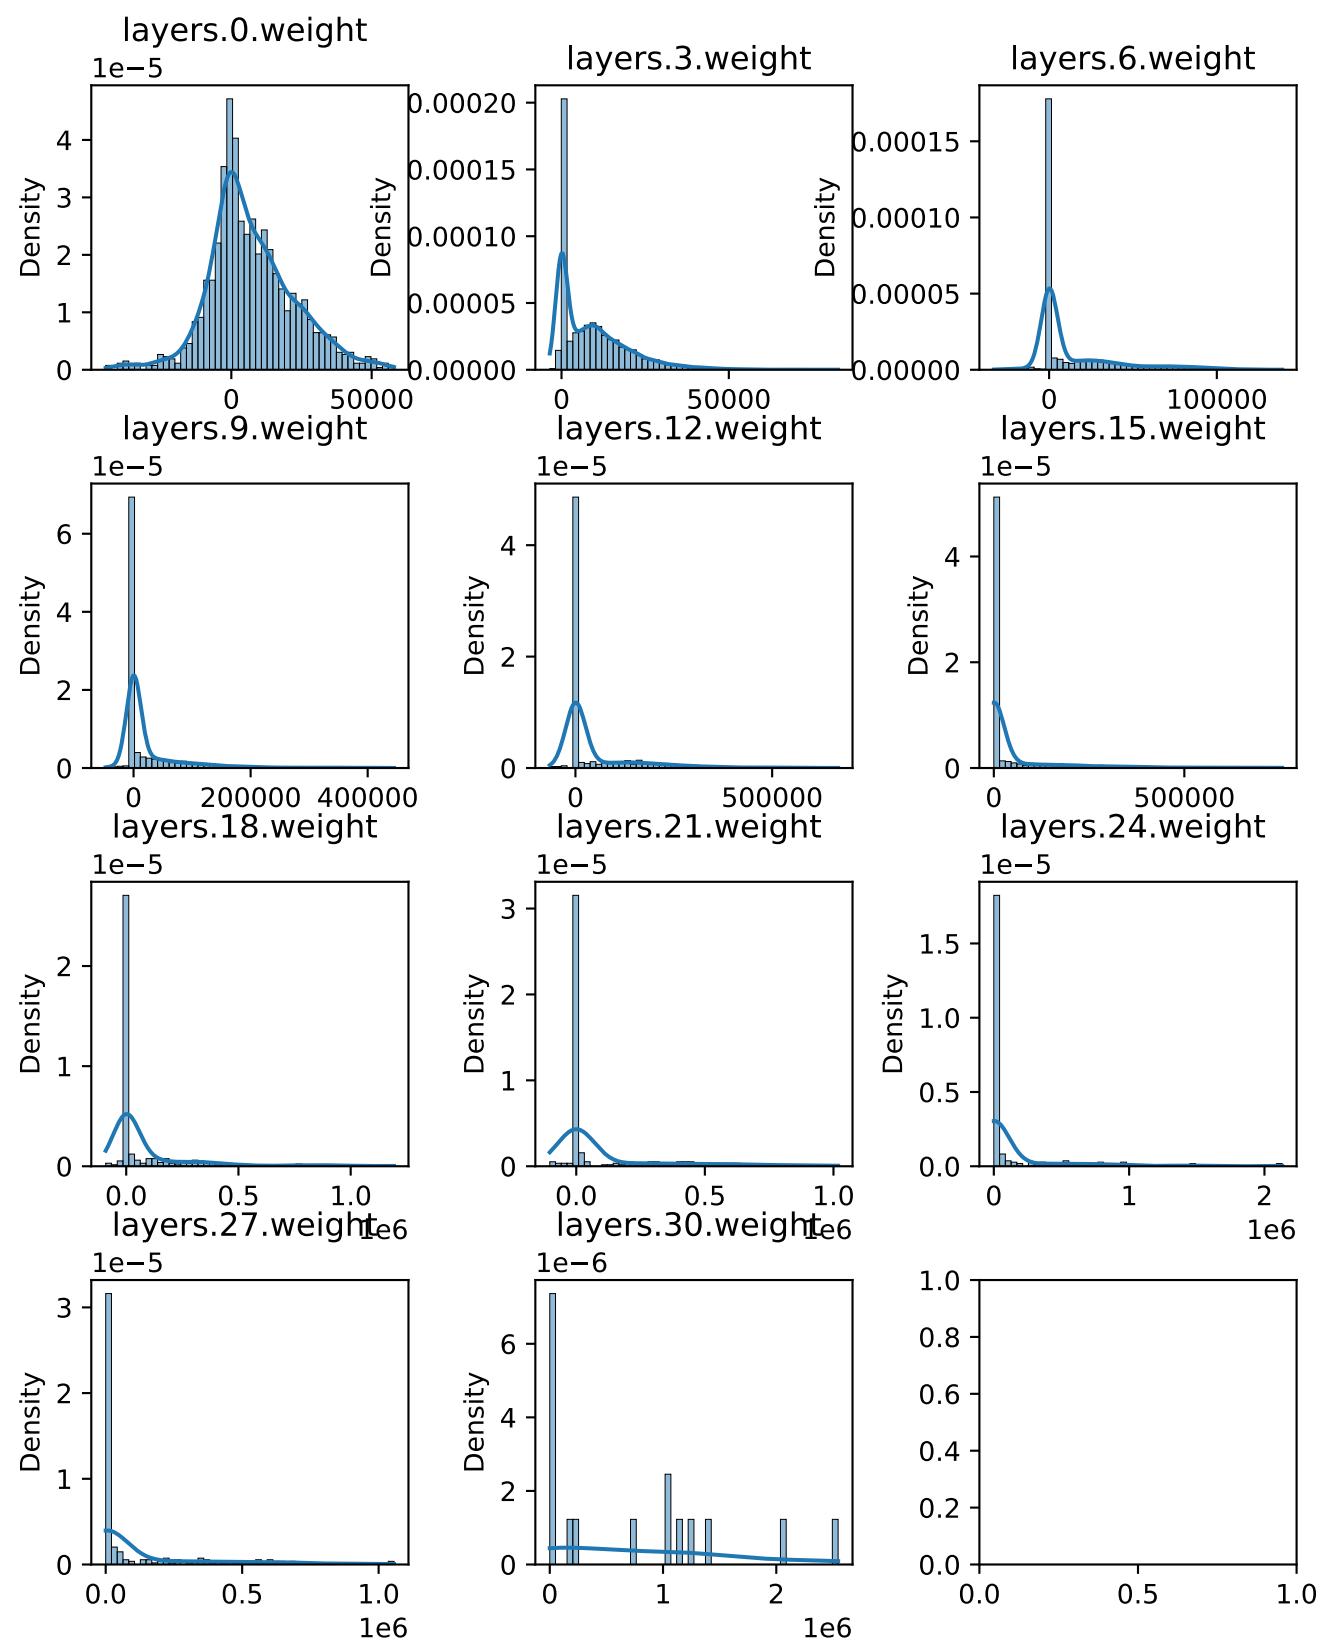 layers.0.weight
1e−5
Density
4
3
2
1
0
0
50000
layers.3.weight
Density
0.00020
0.00015
0.00010
0.00005
0.00000
0
50000
layers.6.weight
Density
0.00015
0.00010
0.00005
0.00000
0
100000
layers.9.weight
1e−5
Density
6
4
2
0
0
200000
400000
layers.12.weight
1e−5
Density
4
2
0
0
500000
layers.15.weight
1e−5
Density
4
2
0
0
500000
layers.18.weight
1e−5
Density
2
1
0
0.0
0.5
1.0
1e6
layers.21.weight
1e−5
Density
3
2
1
0
0.0
0.5
1.0
1e6
layers.24.weight
1e−5
Density
1.5
1.0
0.5
0.0
0
1
2
1e6
layers.27.weight
1e−5
Density
3
2
1
0
0.0
0.5
1.0
1e6
layers.30.weight
1e−6
Density
6
4
2
0
0
1
2
1e6
1.0
0.8
0.6
0.4
0.2
0.0
0.0
0.5
1.0